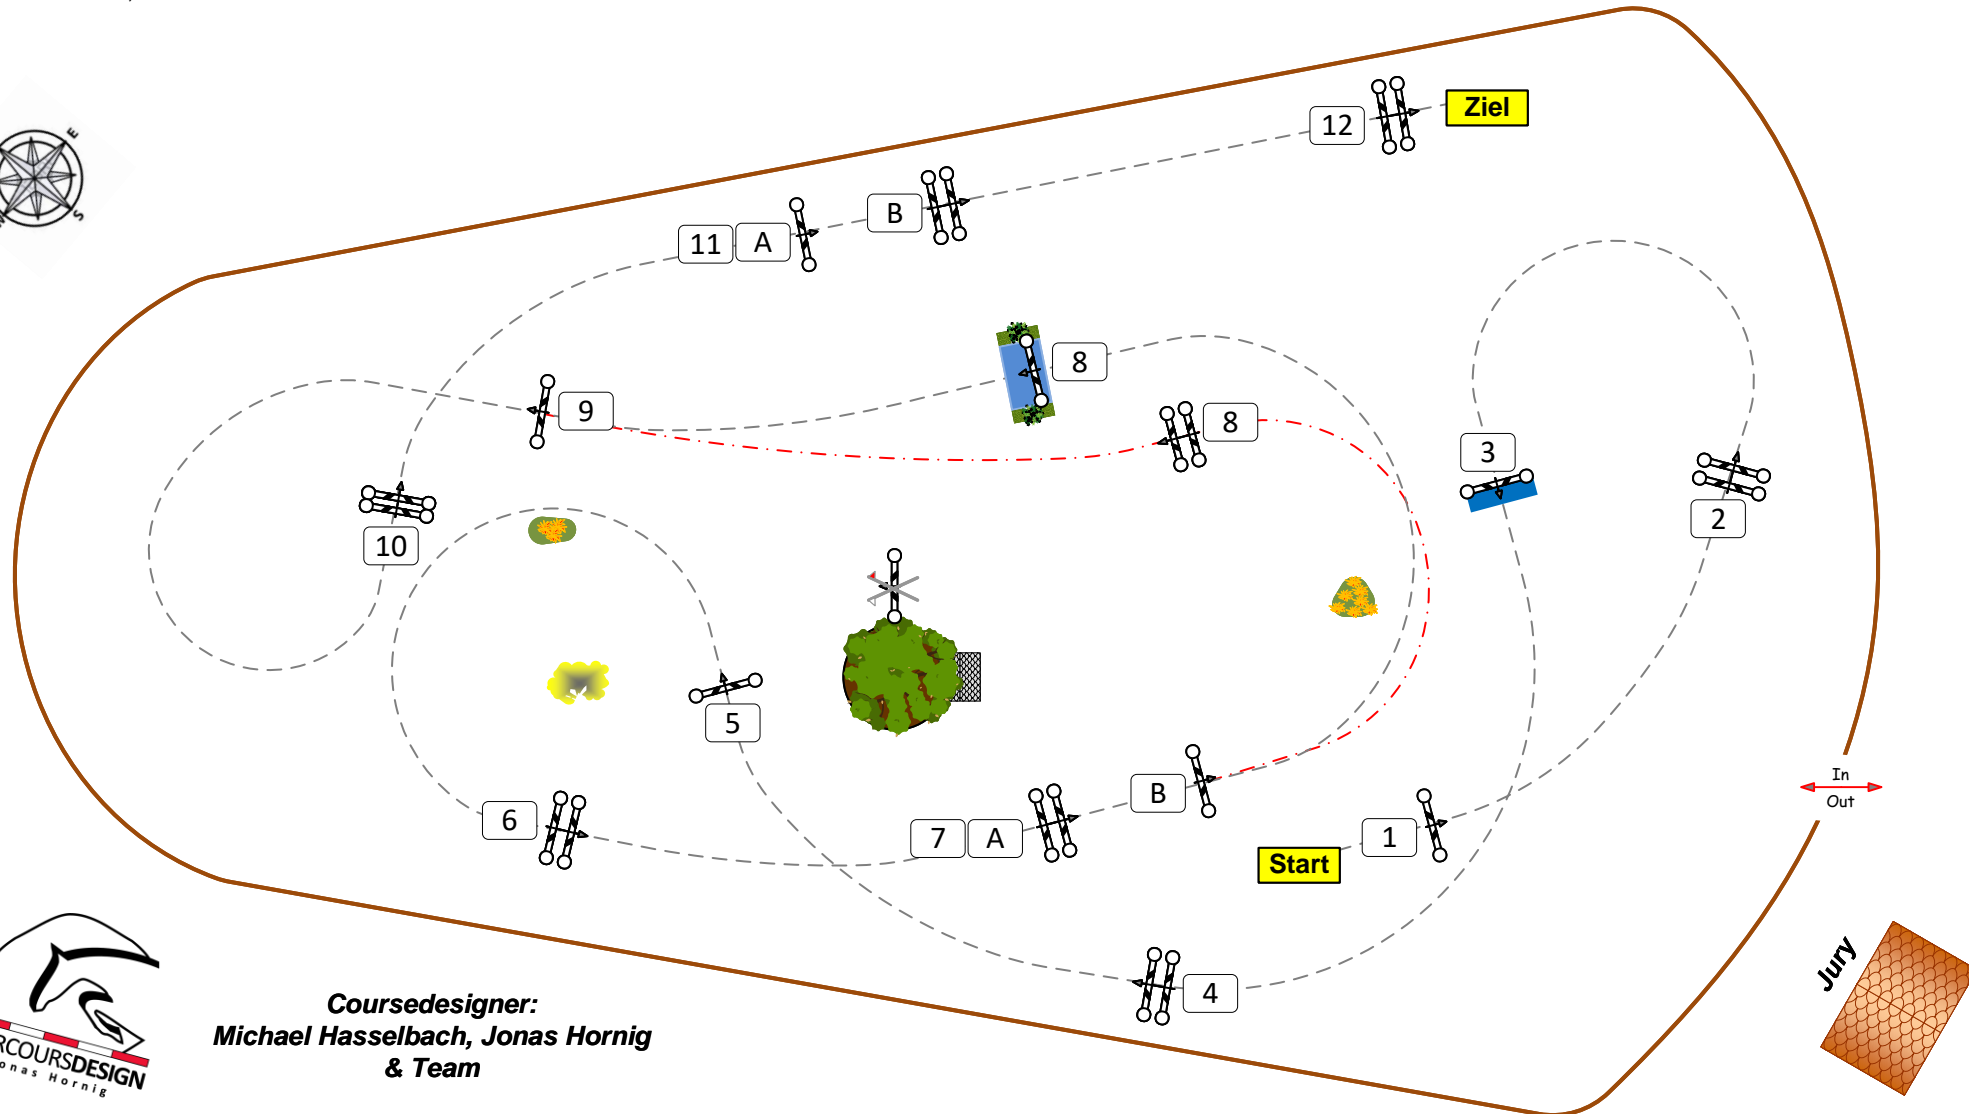 E
S
12
Ziel
B
11
A
8
9
8
3
2
10
5
B
In
Out
6
7
A
1
Start
4
Jury
RCOURSDESIGN
onas Hornig
Coursedesigner:
Michael Hasselbach, Jonas Hornig
& Team